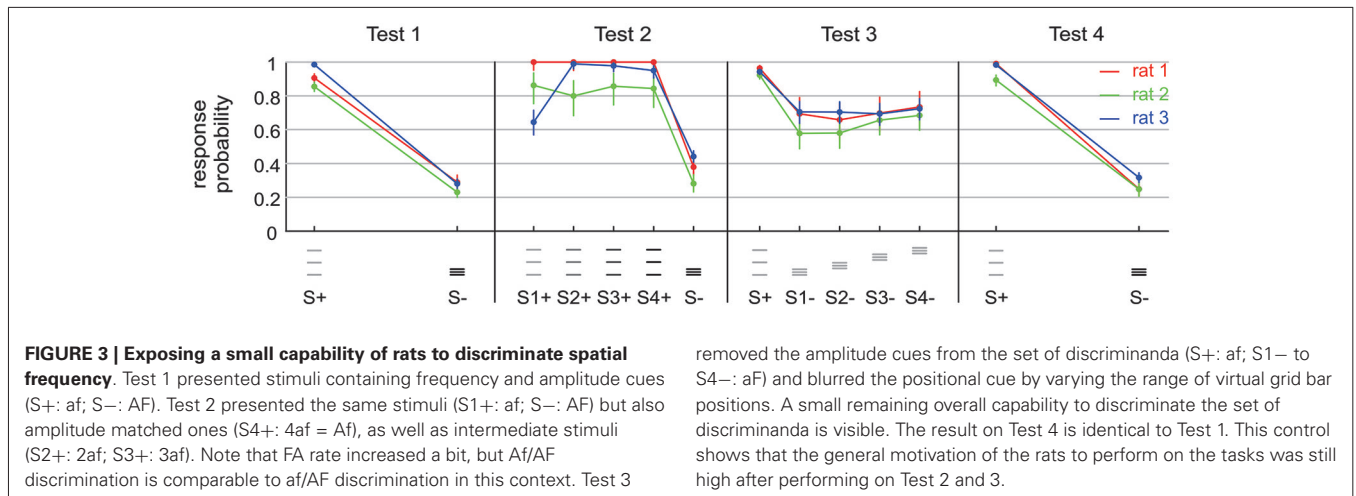 Test 1 Test 2 Test 3 Test 4
response probability
1
0.8
0.6
0.4
0.2
0
rat 1
rat 2
rat 3
S+ S- S1+ S2+ S3+ S4+ S- S+ S1- S2- S3- S4- S+ S-
FIGURE 3 | Exposing a small capability of rats to discriminate spatial
frequency. Test 1 presented stimuli containing frequency and amplitude cues
(S+: af; S−: AF). Test 2 presented the same stimuli (S1+: af; S−: AF) but also
amplitude matched ones (S4+: 4af = Af), as well as intermediate stimuli
(S2+: 2af; S3+: 3af). Note that FA rate increased a bit, but Af/AF
discrimination is comparable to af/AF discrimination in this context. Test 3
removed the amplitude cues from the set of discriminanda (S+: af; S1− to
S4−: aF) and blurred the positional cue by varying the range of virtual grid bar
positions. A small remaining overall capability to discriminate the set of
discriminanda is visible. The result on Test 4 is identical to Test 1. This control
shows that the general motivation of the rats to perform on the tasks was still
high after performing on Test 2 and 3.